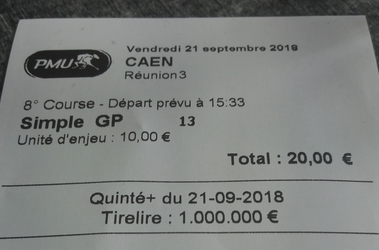 Vendredi 21 septembre 2018
PMU
CAEN
Réunion3
8° Course - Départ prévu à 15:33
Simple GP 13
Unité d'enjeu : 10,00 €
Total : 20,00 €
Quinté+ du 21-09-2018
Tirelire : 1.000.000 €